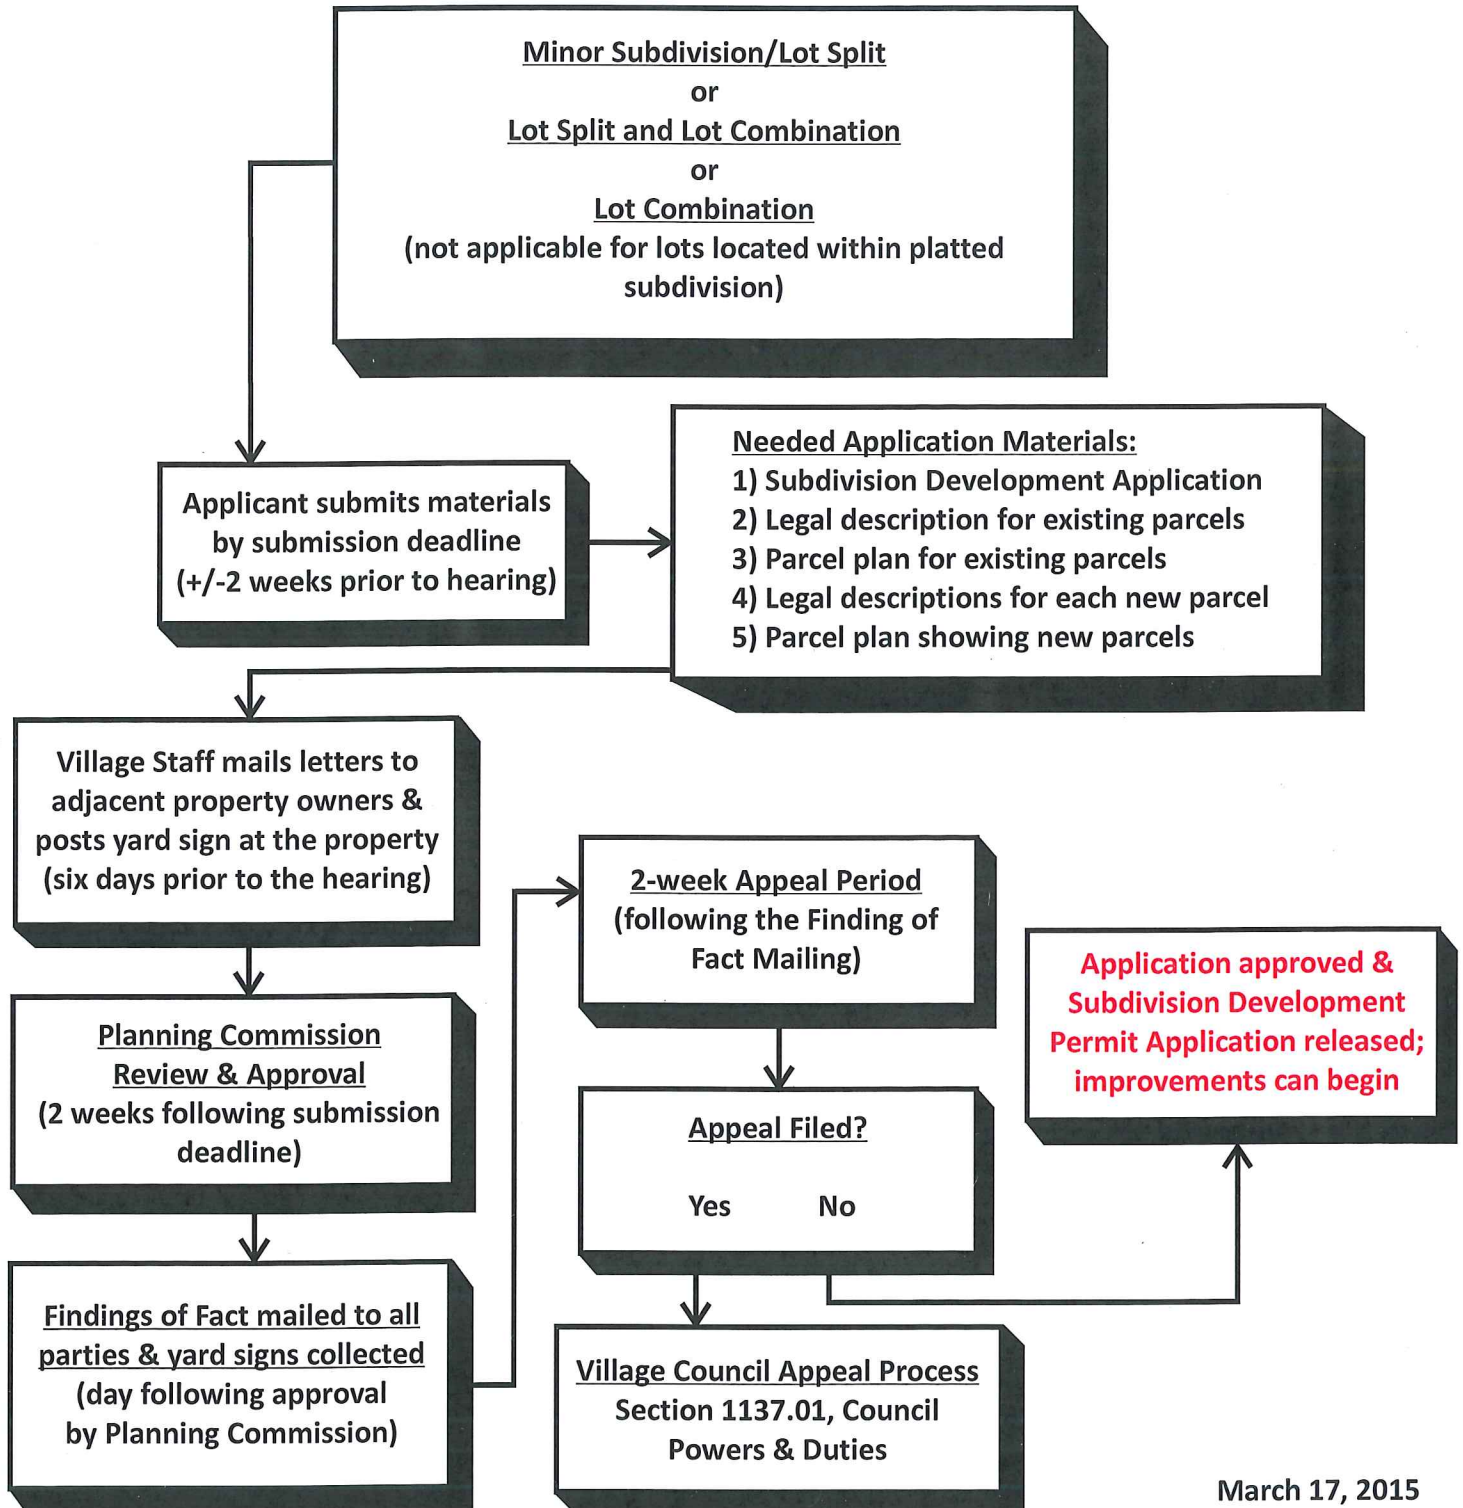 Minor Subdivision/Lot Split
or
Lot Split and Lot Combination
or
Lot Combination
(not applicable for lots located within platted
subdivision)
Applicant submits materials
by submission deadline
(+/-2 weeks prior to hearing)
Needed Application Materials:
1) Subdivision Development Application
2) Legal description for existing parcels
3) Parcel plan for existing parcels
4) Legal descriptions for each new parcel
5) Parcel plan showing new parcels
Village Staff mails letters to
adjacent property owners &
posts yard sign at the property
(six days prior to the hearing)
Planning Commission
Review & Approval
(2 weeks following submission
deadline)
Findings of Fact mailed to all
parties & yard signs collected
(day following approval
by Planning Commission)
2-week Appeal Period
(following the Finding of
Fact Mailing)
Appeal Filed?
Yes No
Village Council Appeal Process
Section 1137.01, Council
Powers & Duties
Application approved &
Subdivision Development
Permit Application released;
improvements can begin
March 17, 2015